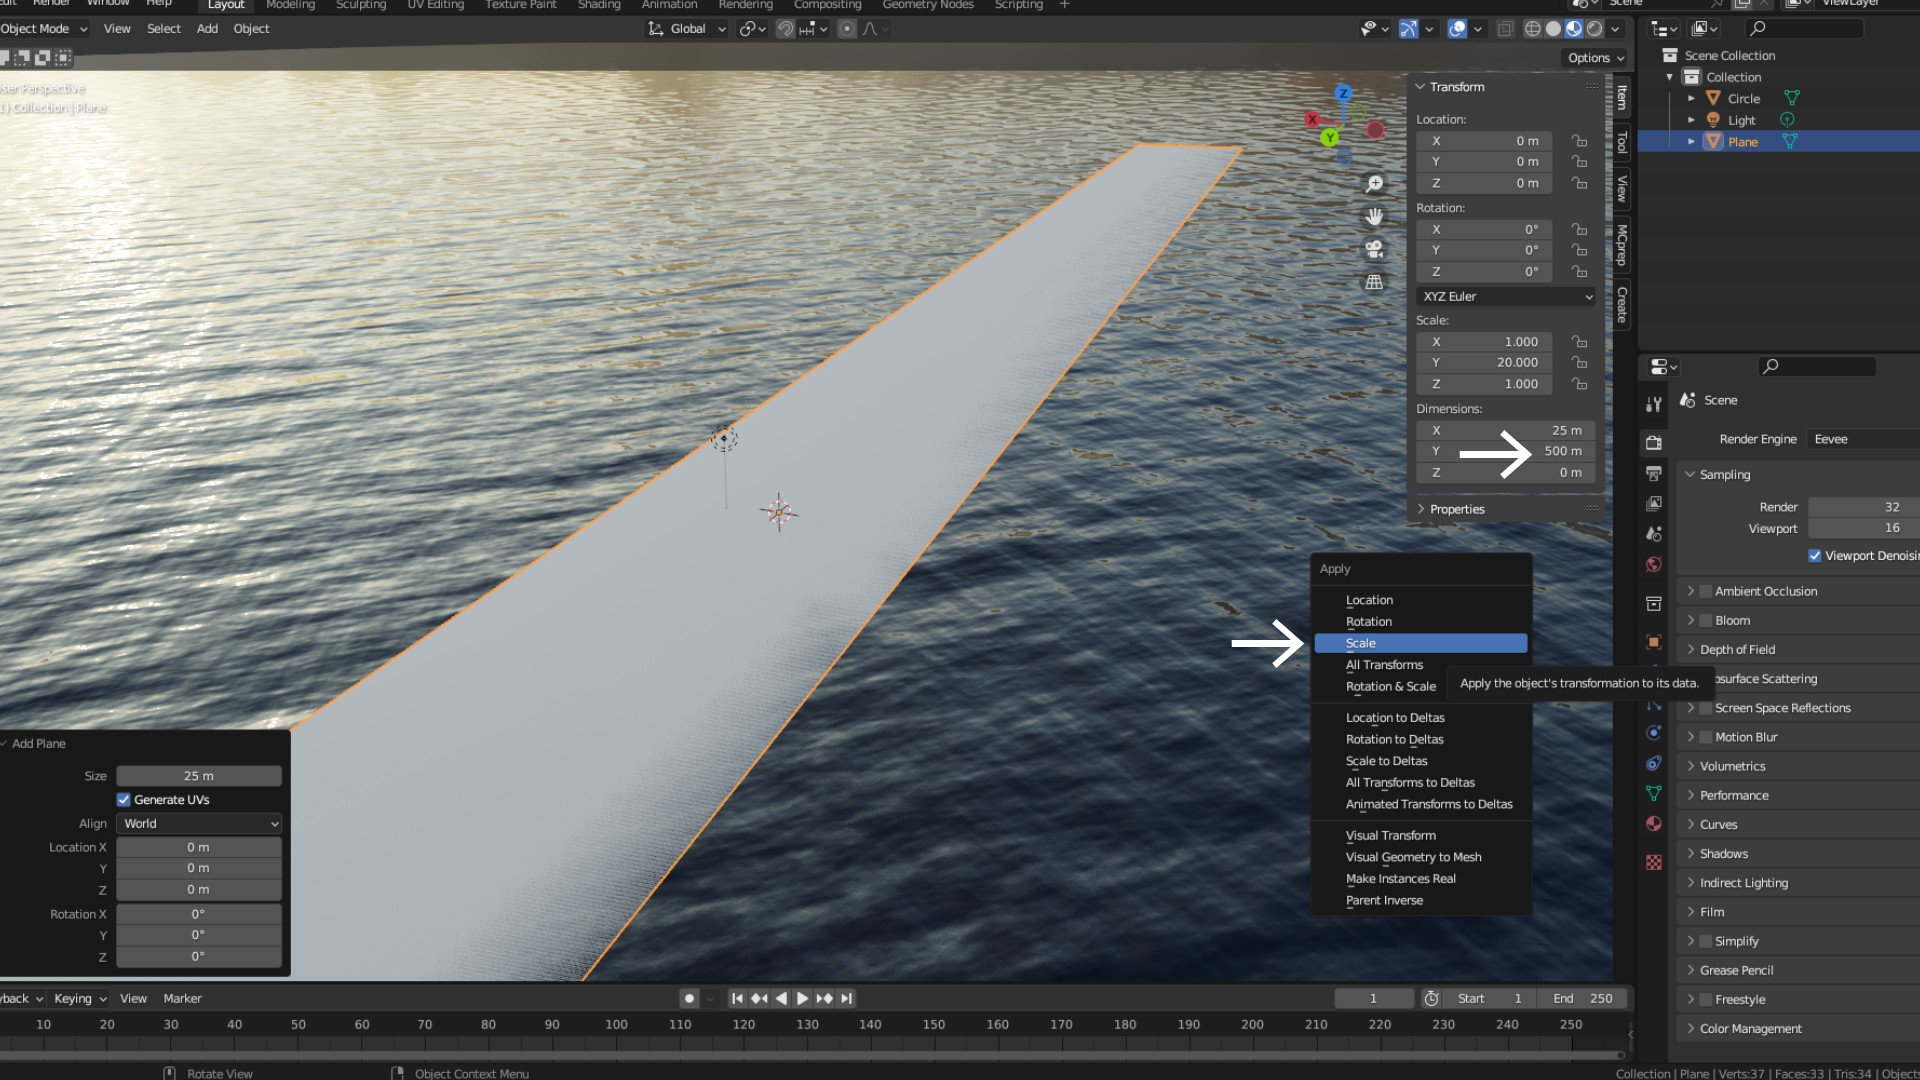 Render Window Help Layout Modeling Sculpting UV Editing Texture Paint Shading Animation Rendering Compositing Geometry Nodes Scripting + Scene ViewLayer
Object Mode View Select Add Object Global
Options
User Perspective
(1) Collection | Plane
Z
X
Y
Transform
Location:
X 0 m
Y 0 m
Z 0 m
Rotation:
X 0°
Y 0°
Z 0°
XYZ Euler
Scale:
X 1.000
Y 20.000
Z 1.000
Dimensions:
X 25 m
Y 500 m
Z 0 m
Properties
Item
Tool
View
MCprep
Create
Scene Collection
Collection
Circle
Light
Plane
Scene
Render Engine Eevee
Sampling
Render 32
Viewport 16
Viewport Denoisin
Ambient Occlusion
Bloom
Depth of Field
bsurface Scattering
Screen Space Reflections
Motion Blur
Volumetrics
Performance
Curves
Shadows
Indirect Lighting
Film
Simplify
Grease Pencil
Freestyle
Color Management
Apply
Location
Rotation
Scale
All Transforms
Rotation & Scale
Apply the object's transformation to its data.
Location to Deltas
Rotation to Deltas
Scale to Deltas
All Transforms to Deltas
Animated Transforms to Deltas
Visual Transform
Visual Geometry to Mesh
Make Instances Real
Parent Inverse
Add Plane
Size 25 m
Generate UVs
Align World
Location X 0 m
Y 0 m
Z 0 m
Rotation X 0°
Y 0°
Z 0°
yback Keying View Marker 1 Start 1 End 250
10 20 30 40 50 60 70 80 90 100 110 120 130 140 150 160 170 180 190 200 210 220 230 240 250
Rotate View Object Context Menu Collection | Plane | Verts:37 | Faces:33 | Tris:34 | Objects